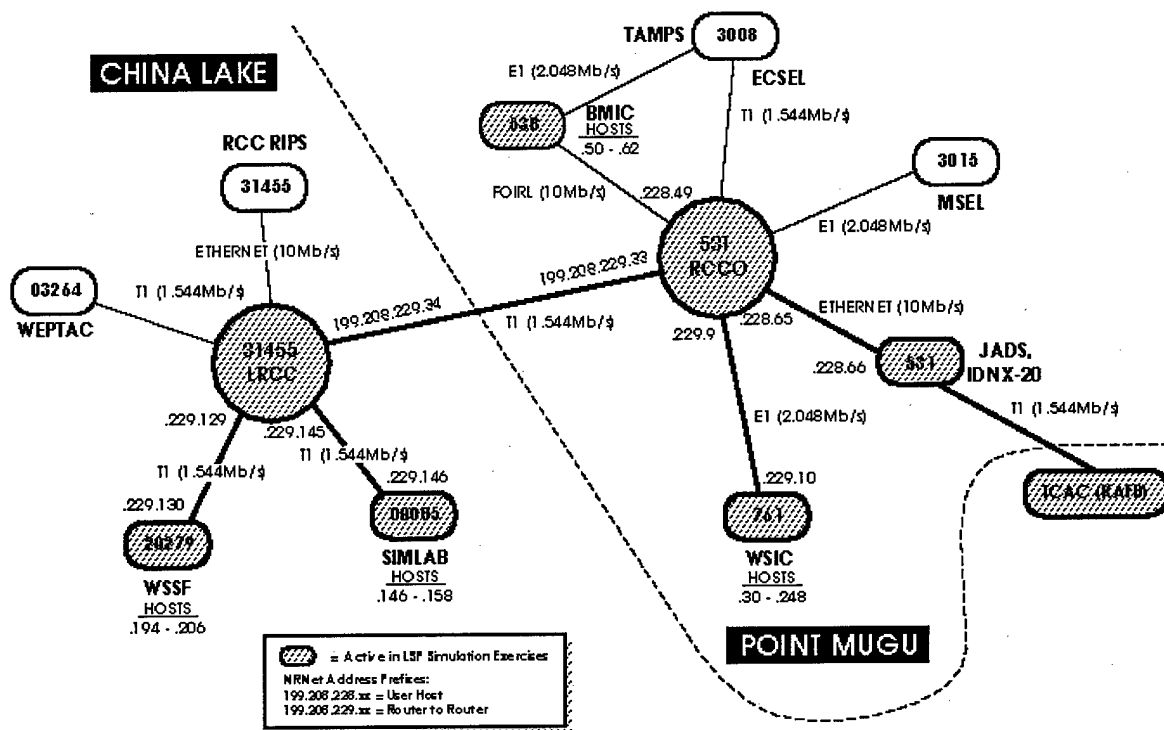 CHINA LAKE
TAMPS
3008
ECSEL
E1 (2.048Mb/s)
T1 (1.544Mb/s)
538
BMIC
HOSTS
.50 - .62
RCC RIPS
31455
ETHERNET (10Mb/s)
FOIRL (10Mb/s)
.228.49
3015
MSEL
E1 (2.048Mb/s)
531
RCCO
03264
WEPTAC
T1 (1.544Mb/s)
31455
LRCC
199.208.229.34
199.208.229.33
T1 (1.544Mb/s)
.229.9
.228.65
ETHERNET (10Mb/s)
.228.66
531
JADS,
IDNX-20
T1 (1.544Mb/s)
.229.129
.229.145
T1 (1.544Mb/s)
T1 (1.544Mb/s)
E1 (2.048Mb/s)
.229.130
.229.146
.229.10
20279
WSSF
HOSTS
.194 - .206
SIMLAB
HOSTS
.146 - .158
761
WSIC
HOSTS
.30 - .248
TCAC (KAFB)
POINT MUGU
= Active in LSP Simulation Exercises
NRNet Address Prefixes:
199.208.228.xx = User Host
199.208.229.xx = Router to Router